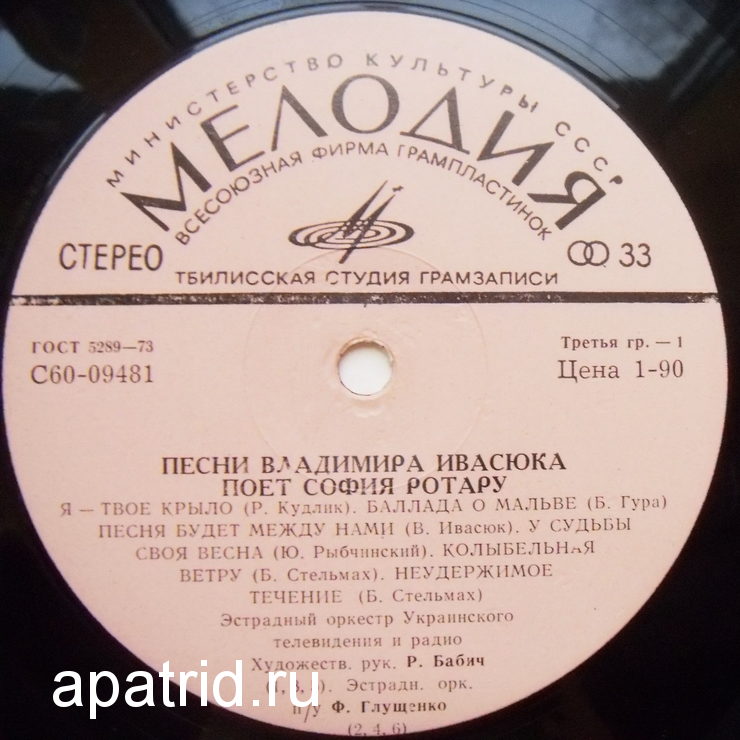 МИНИСТЕРСТВО КУЛЬТУРЫ СССР
МЕЛОДИЯ
ВСЕСОЮЗНАЯ ФИРМА ГРАМПЛАСТИНОК
СТЕРЕО
33
ТБИЛИССКАЯ СТУДИЯ ГРАМЗАПИСИ
ГОСТ 5289—73
Третья гр. — 1
С60-09481
Цена 1-90
ПЕСНИ ВЛАДИМИРА ИВАСЮКА
ПОЕТ СОФИЯ РОТАРУ
Я — ТВОЕ КРЫЛО (Р. Кудлик). БАЛЛАДА О МАЛЬВЕ (Б. Гура)
ПЕСНЯ БУДЕТ МЕЖДУ НАМИ (В. Ивасюк). У СУДЬБЫ
СВОЯ ВЕСНА (Ю. Рыбчинский). КОЛЫБЕЛЬНАЯ
ВЕТРУ (Б. Стельмах). НЕУДЕРЖИМОЕ
ТЕЧЕНИЕ (Б. Стельмах)
Эстрадный оркестр Украинского
телевидения и радио
Художеств. рук. Р. Бабич
Эстрадн. орк.
п/у Ф. Глущенко
(2, 4, 6)
apatrid.ru